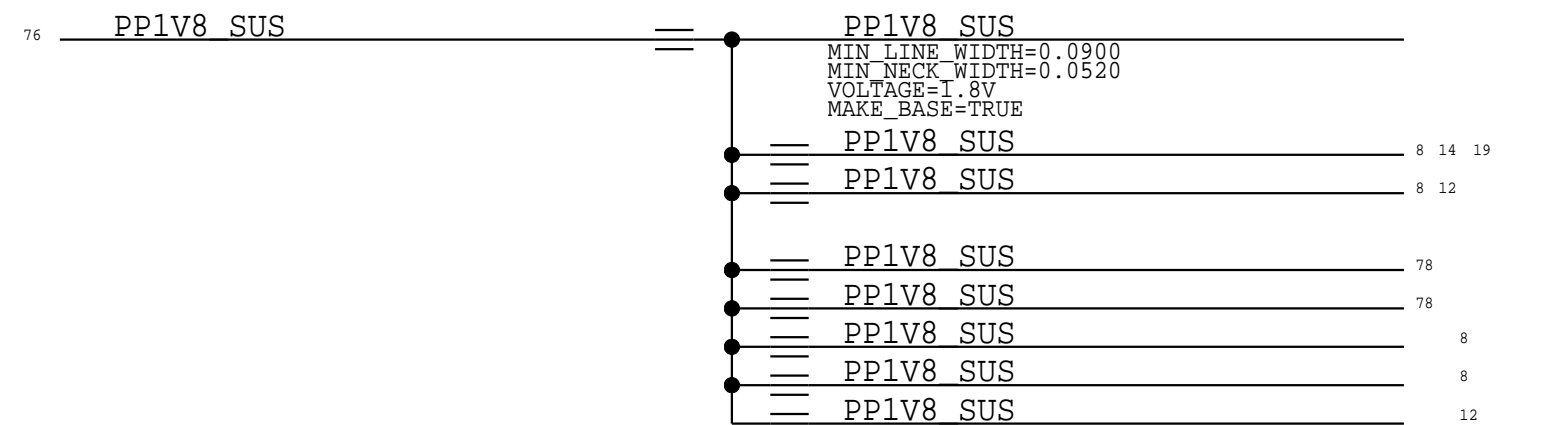 76 PP1V8_SUS PP1V8_SUS
MIN_LINE_WIDTH=0.0900
MIN_NECK_WIDTH=0.0520
VOLTAGE=1.8V
MAKE_BASE=TRUE
PP1V8_SUS 8 14 19
PP1V8_SUS 8 12
PP1V8_SUS 78
PP1V8_SUS 78
PP1V8_SUS 8
PP1V8_SUS 8
PP1V8_SUS 12